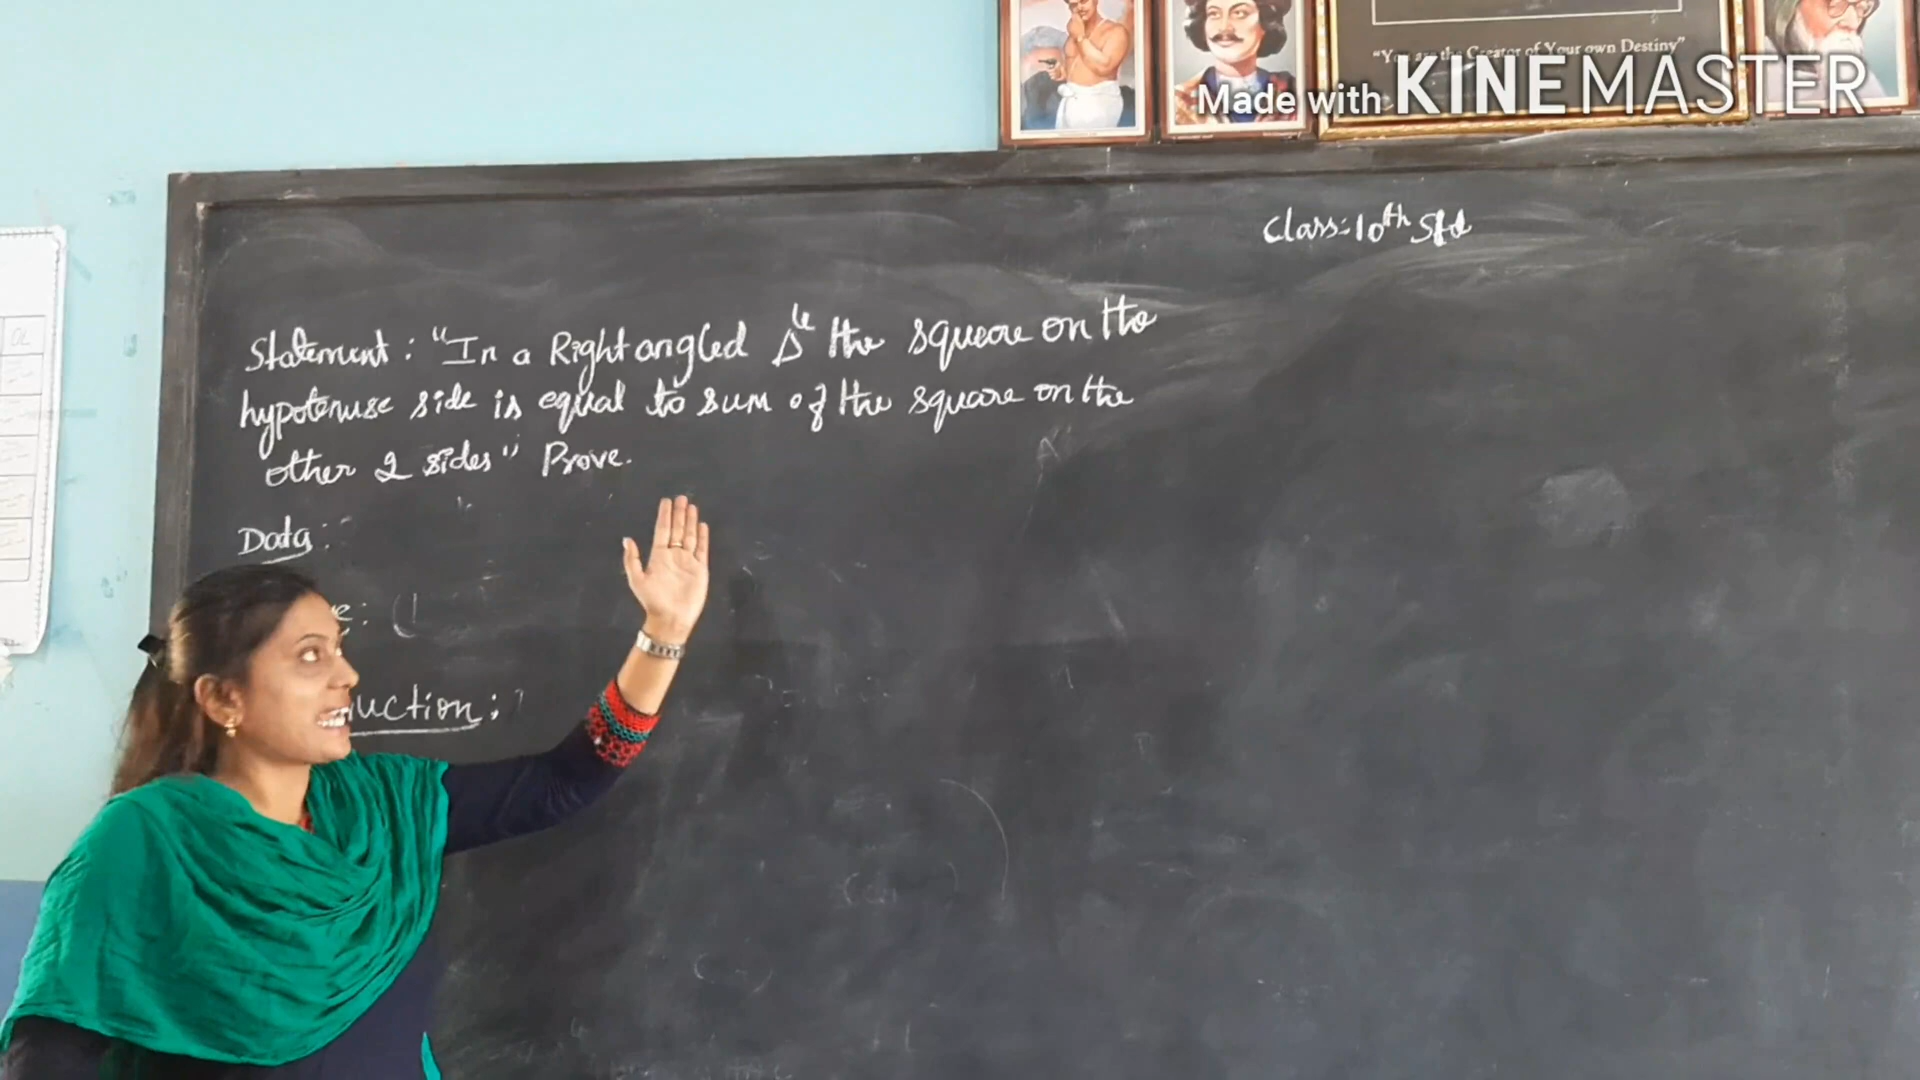 "You are the Creator of Your own Destiny"
Made with KINEMASTER
Class:10th Std
Statement: "In a Right angled Δle the square on the
hypotenuse side is equal to sum of the square on the
other 2 sides" Prove.
Data:
e:
uction: